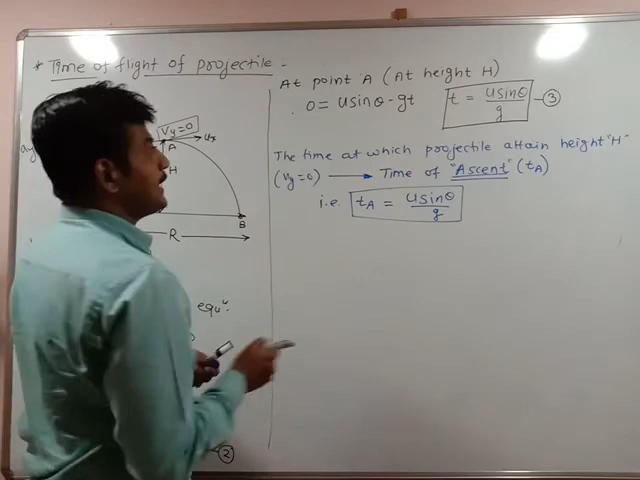 * Time of flight of projectile -
Vy=0
A
ux
H
B
R
equⁿ:
②
At point A (At height H)
0 = usinθ - gt
t = usinθ/g — ③
The time at which projectile attain height "H"
(vy=0) ⟶ Time of "Ascent" (tA)
i.e. tA = usinθ/g